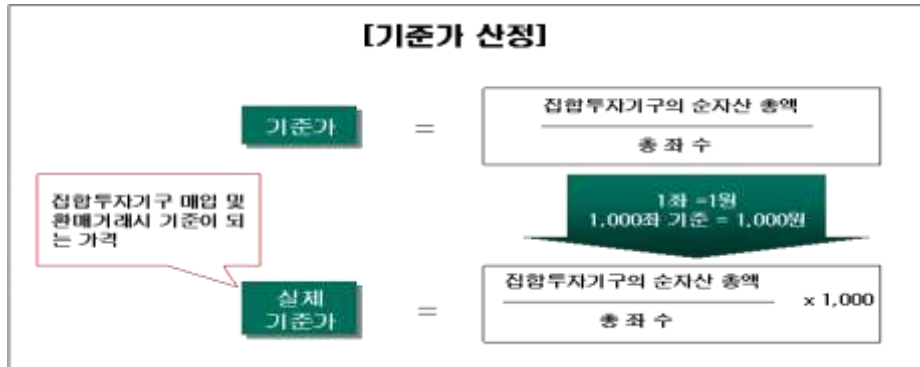 [기준가 산정]
기준가
=
집합투자기구의 순자산 총액
총 좌 수
집합투자기구 매입 및
환매거래시 기준이 되
는 가격
1좌 =1원
1,000좌 기준 = 1,000원
실제
기준가
=
집합투자기구의 순자산 총액
총 좌 수
x 1,000